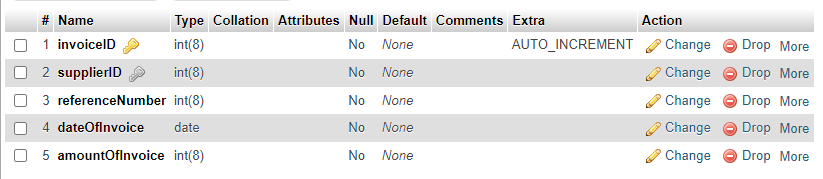 # Name Type Collation Attributes Null Default Comments Extra Action
1 invoiceID int(8) No None AUTO_INCREMENT Change Drop More
2 supplierID int(8) No None Change Drop More
3 referenceNumber int(8) No None Change Drop More
4 dateOfInvoice date No None Change Drop More
5 amountOfInvoice int(8) No None Change Drop More